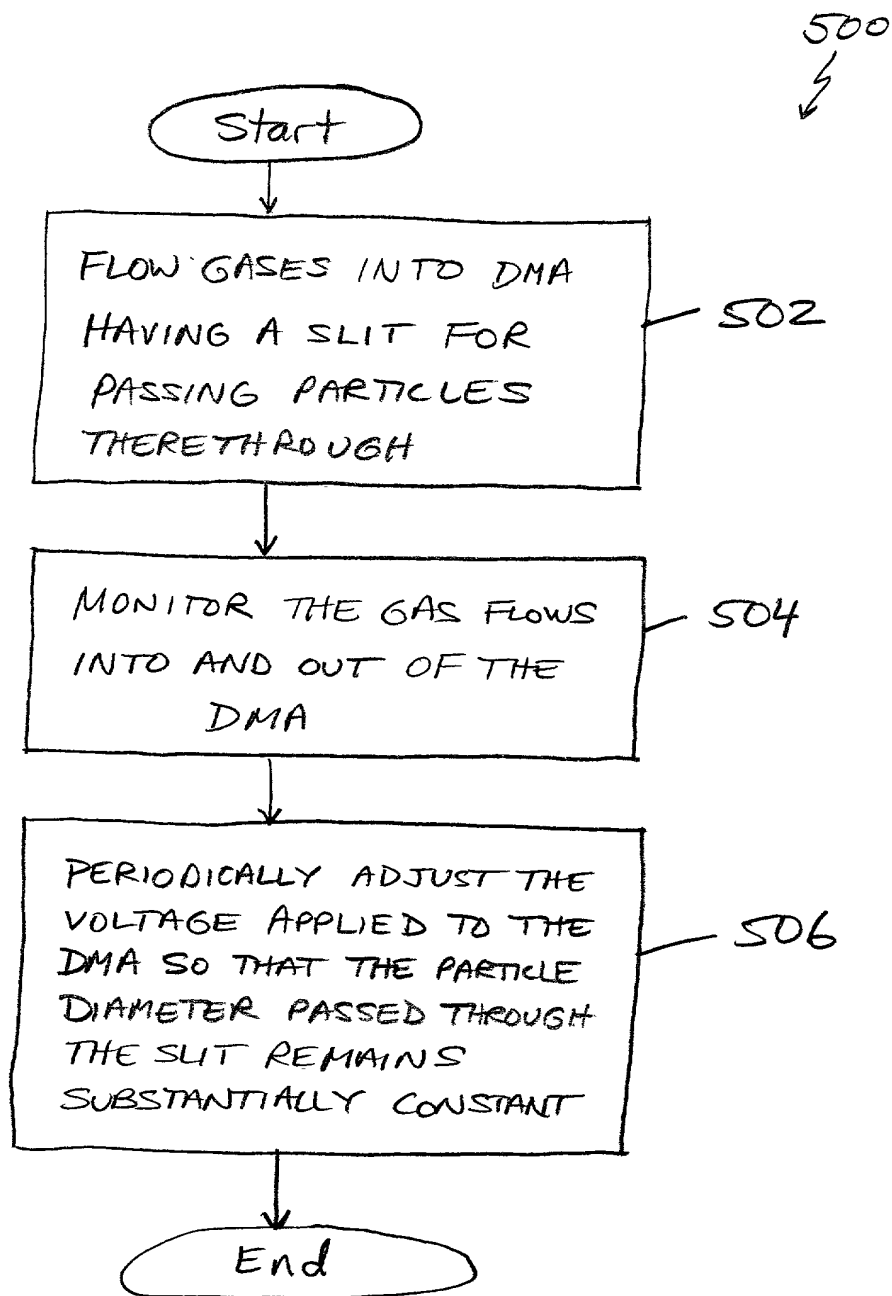 500
Start
FLOW GASES INTO DMA
HAVING A SLIT FOR
PASSING PARTICLES
THERETHROUGH
502
MONITOR THE GAS FLOWS
INTO AND OUT OF THE
DMA
504
PERIODICALLY ADJUST THE
VOLTAGE APPLIED TO THE
DMA SO THAT THE PARTICLE
DIAMETER PASSED THROUGH
THE SLIT REMAINS
SUBSTANTIALLY CONSTANT
506
End